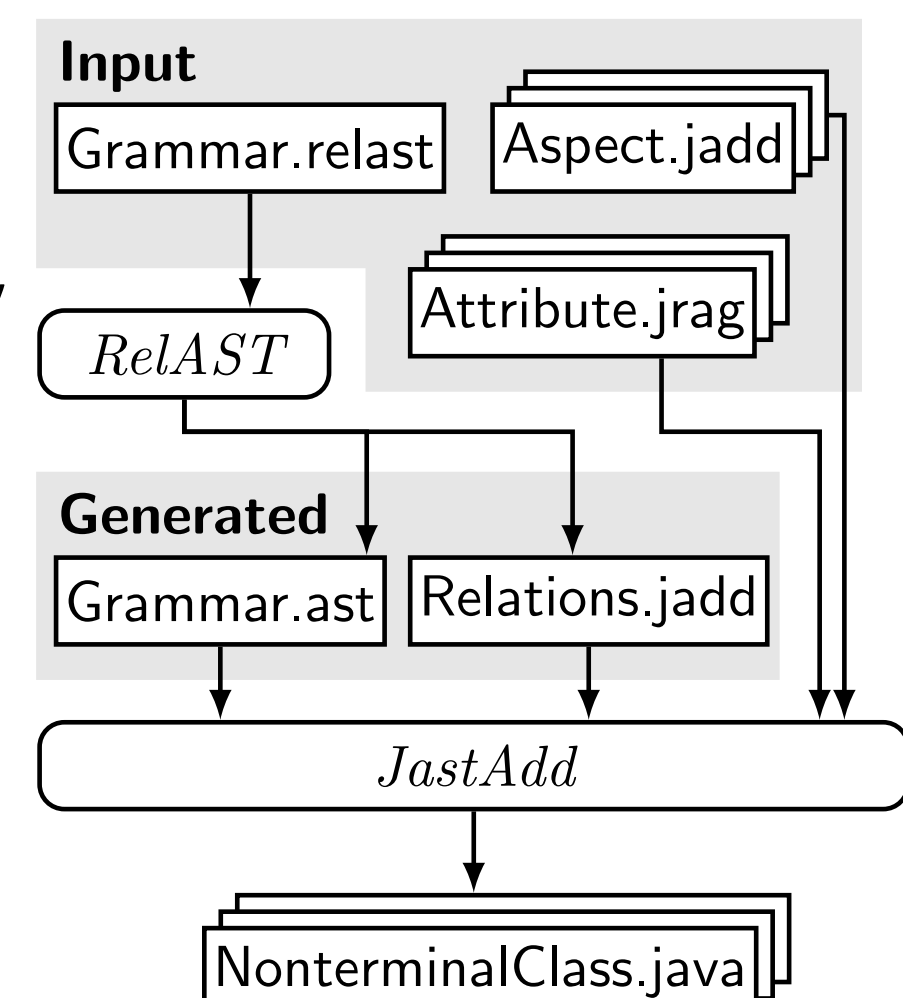 Input
Grammar.relast
Aspect.jadd
Attribute.jrag
RelAST
Generated
Grammar.ast
Relations.jadd
JastAdd
NonterminalClass.java